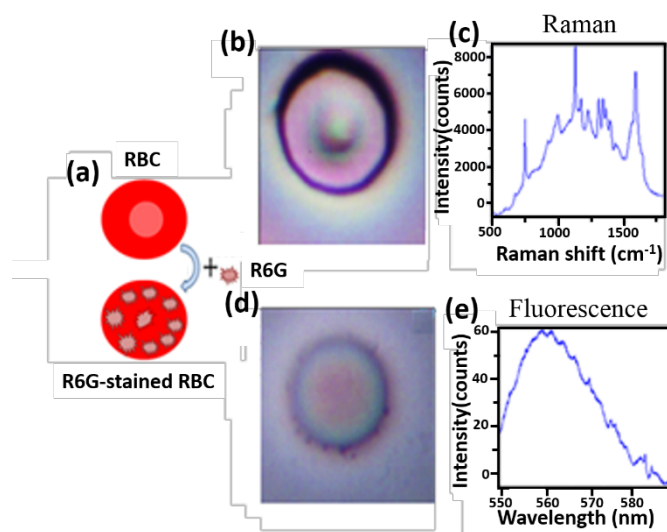 (b)
(c)
Raman
8000
6000
4000
2000
0
Intensity(counts)
500
1000
1500
Raman shift (cm⁻¹)
(a)
RBC
+
R6G
R6G-stained RBC
(d)
(e)
Fluorescence
60
40
20
0
Intensity(counts)
550
560
570
580
Wavelength (nm)